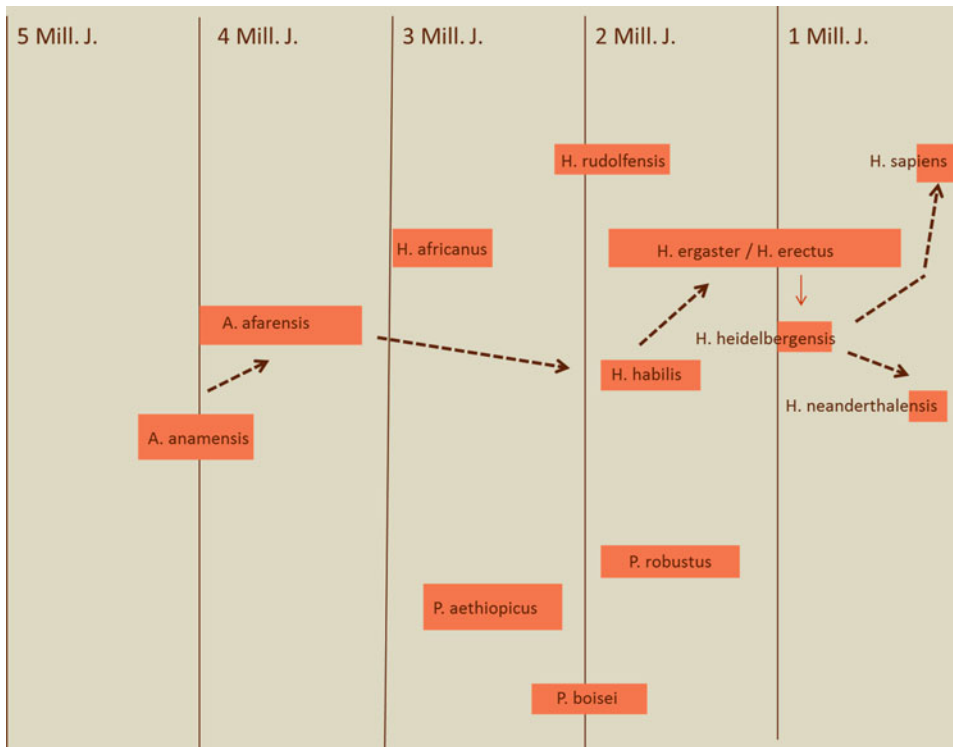 5 Mill. J.
4 Mill. J.
3 Mill. J.
2 Mill. J.
1 Mill. J.
H. rudolfensis
H. sapiens
H. africanus
H. ergaster / H. erectus
A. afarensis
H. heidelbergensis
H. habilis
H. neanderthalensis
A. anamensis
P. robustus
P. aethiopicus
P. boisei